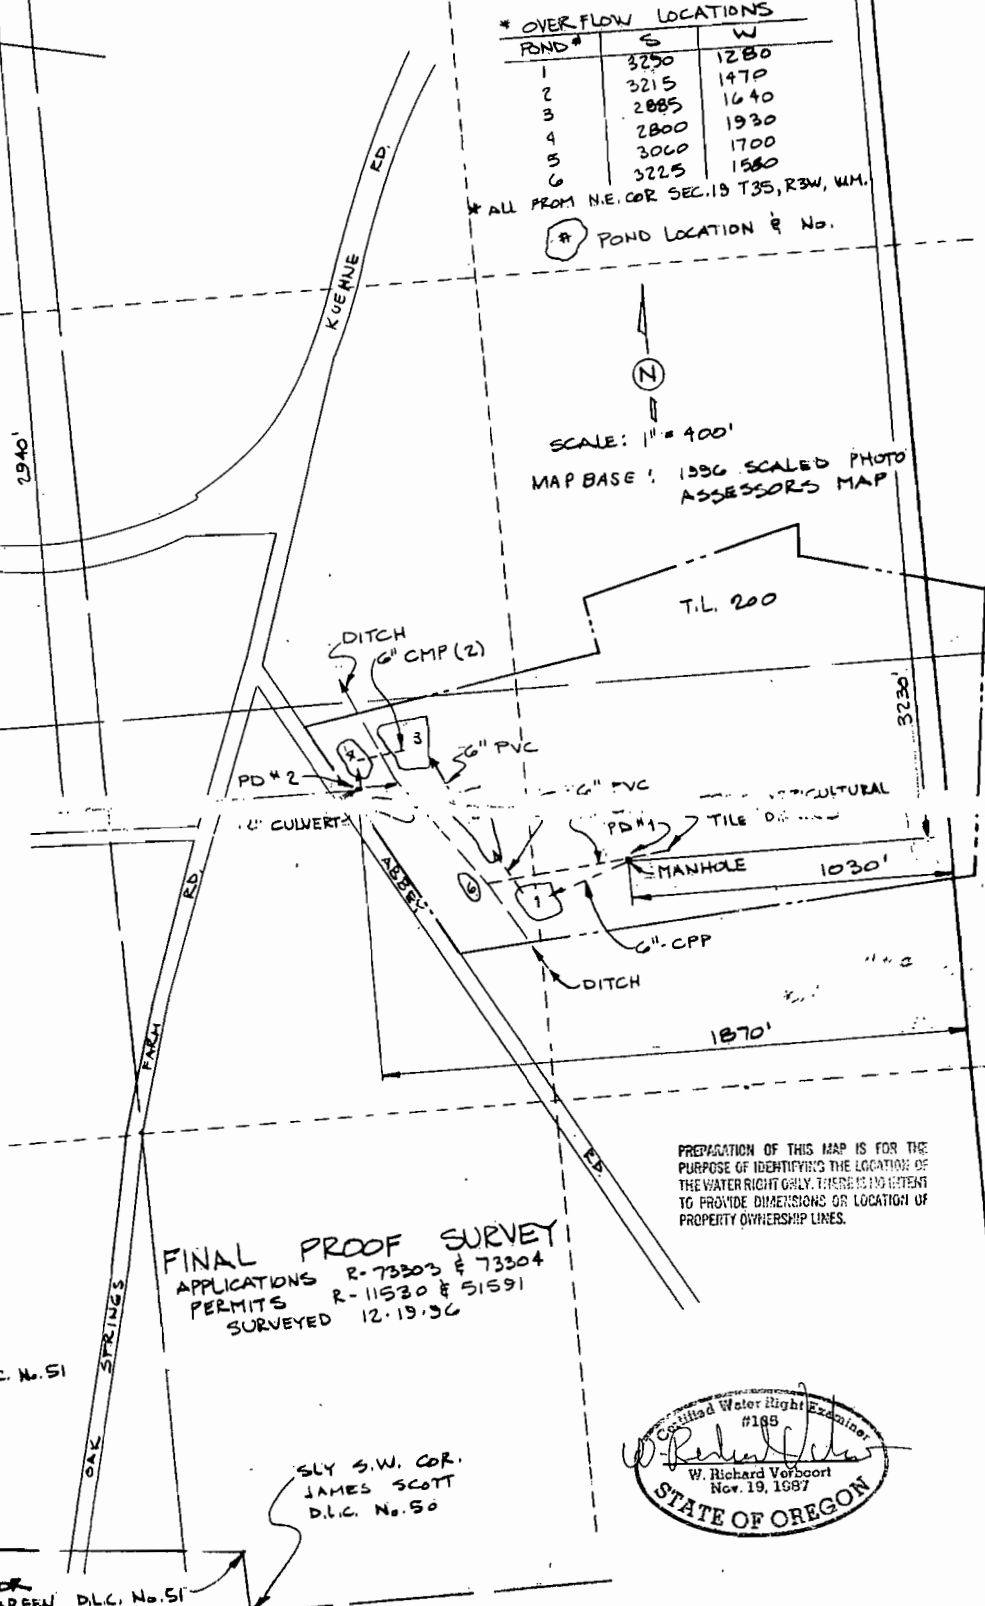 * OVERFLOW LOCATIONS
POND # S W
1 3250 1280
2 3215 1470
3 2885 1640
4 2800 1930
5 3060 1700
6 3225 1580
* ALL FROM N.E. COR SEC. 19 T3S, R3W, W.M.
# POND LOCATION & No.
KUEHNE RD.
N
SCALE: 1" = 400'
MAP BASE: 1996 SCALED PHOTO
ASSESSORS MAP
2940'
T.L. 200
DITCH
6" CMP (2)
3230'
4
3
6" PVC
PD #2
6" PVC
CULVERT
PD #1
TILE
MANHOLE
1030'
6
1
ABBEY RD.
6" CPP
DITCH
1870'
PREPARATION OF THIS MAP IS FOR THE
PURPOSE OF IDENTIFYING THE LOCATION OF
THE WATER RIGHT ONLY. THERE IS NO INTENT
TO PROVIDE DIMENSIONS OR LOCATION OF
PROPERTY OWNERSHIP LINES.
FINAL PROOF SURVEY
APPLICATIONS R-73303 & 73304
PERMITS R-11530 & 51591
SURVEYED 12.19.96
OAK STRINGS FARM RD.
C. No. 51
Certified Water Right Examiner
#185
W. Richard Verboort
Nov. 19, 1987
STATE OF OREGON
SLY S.W. COR.
JAMES SCOTT
D.L.C. No. 50
D.L.C. No. 51